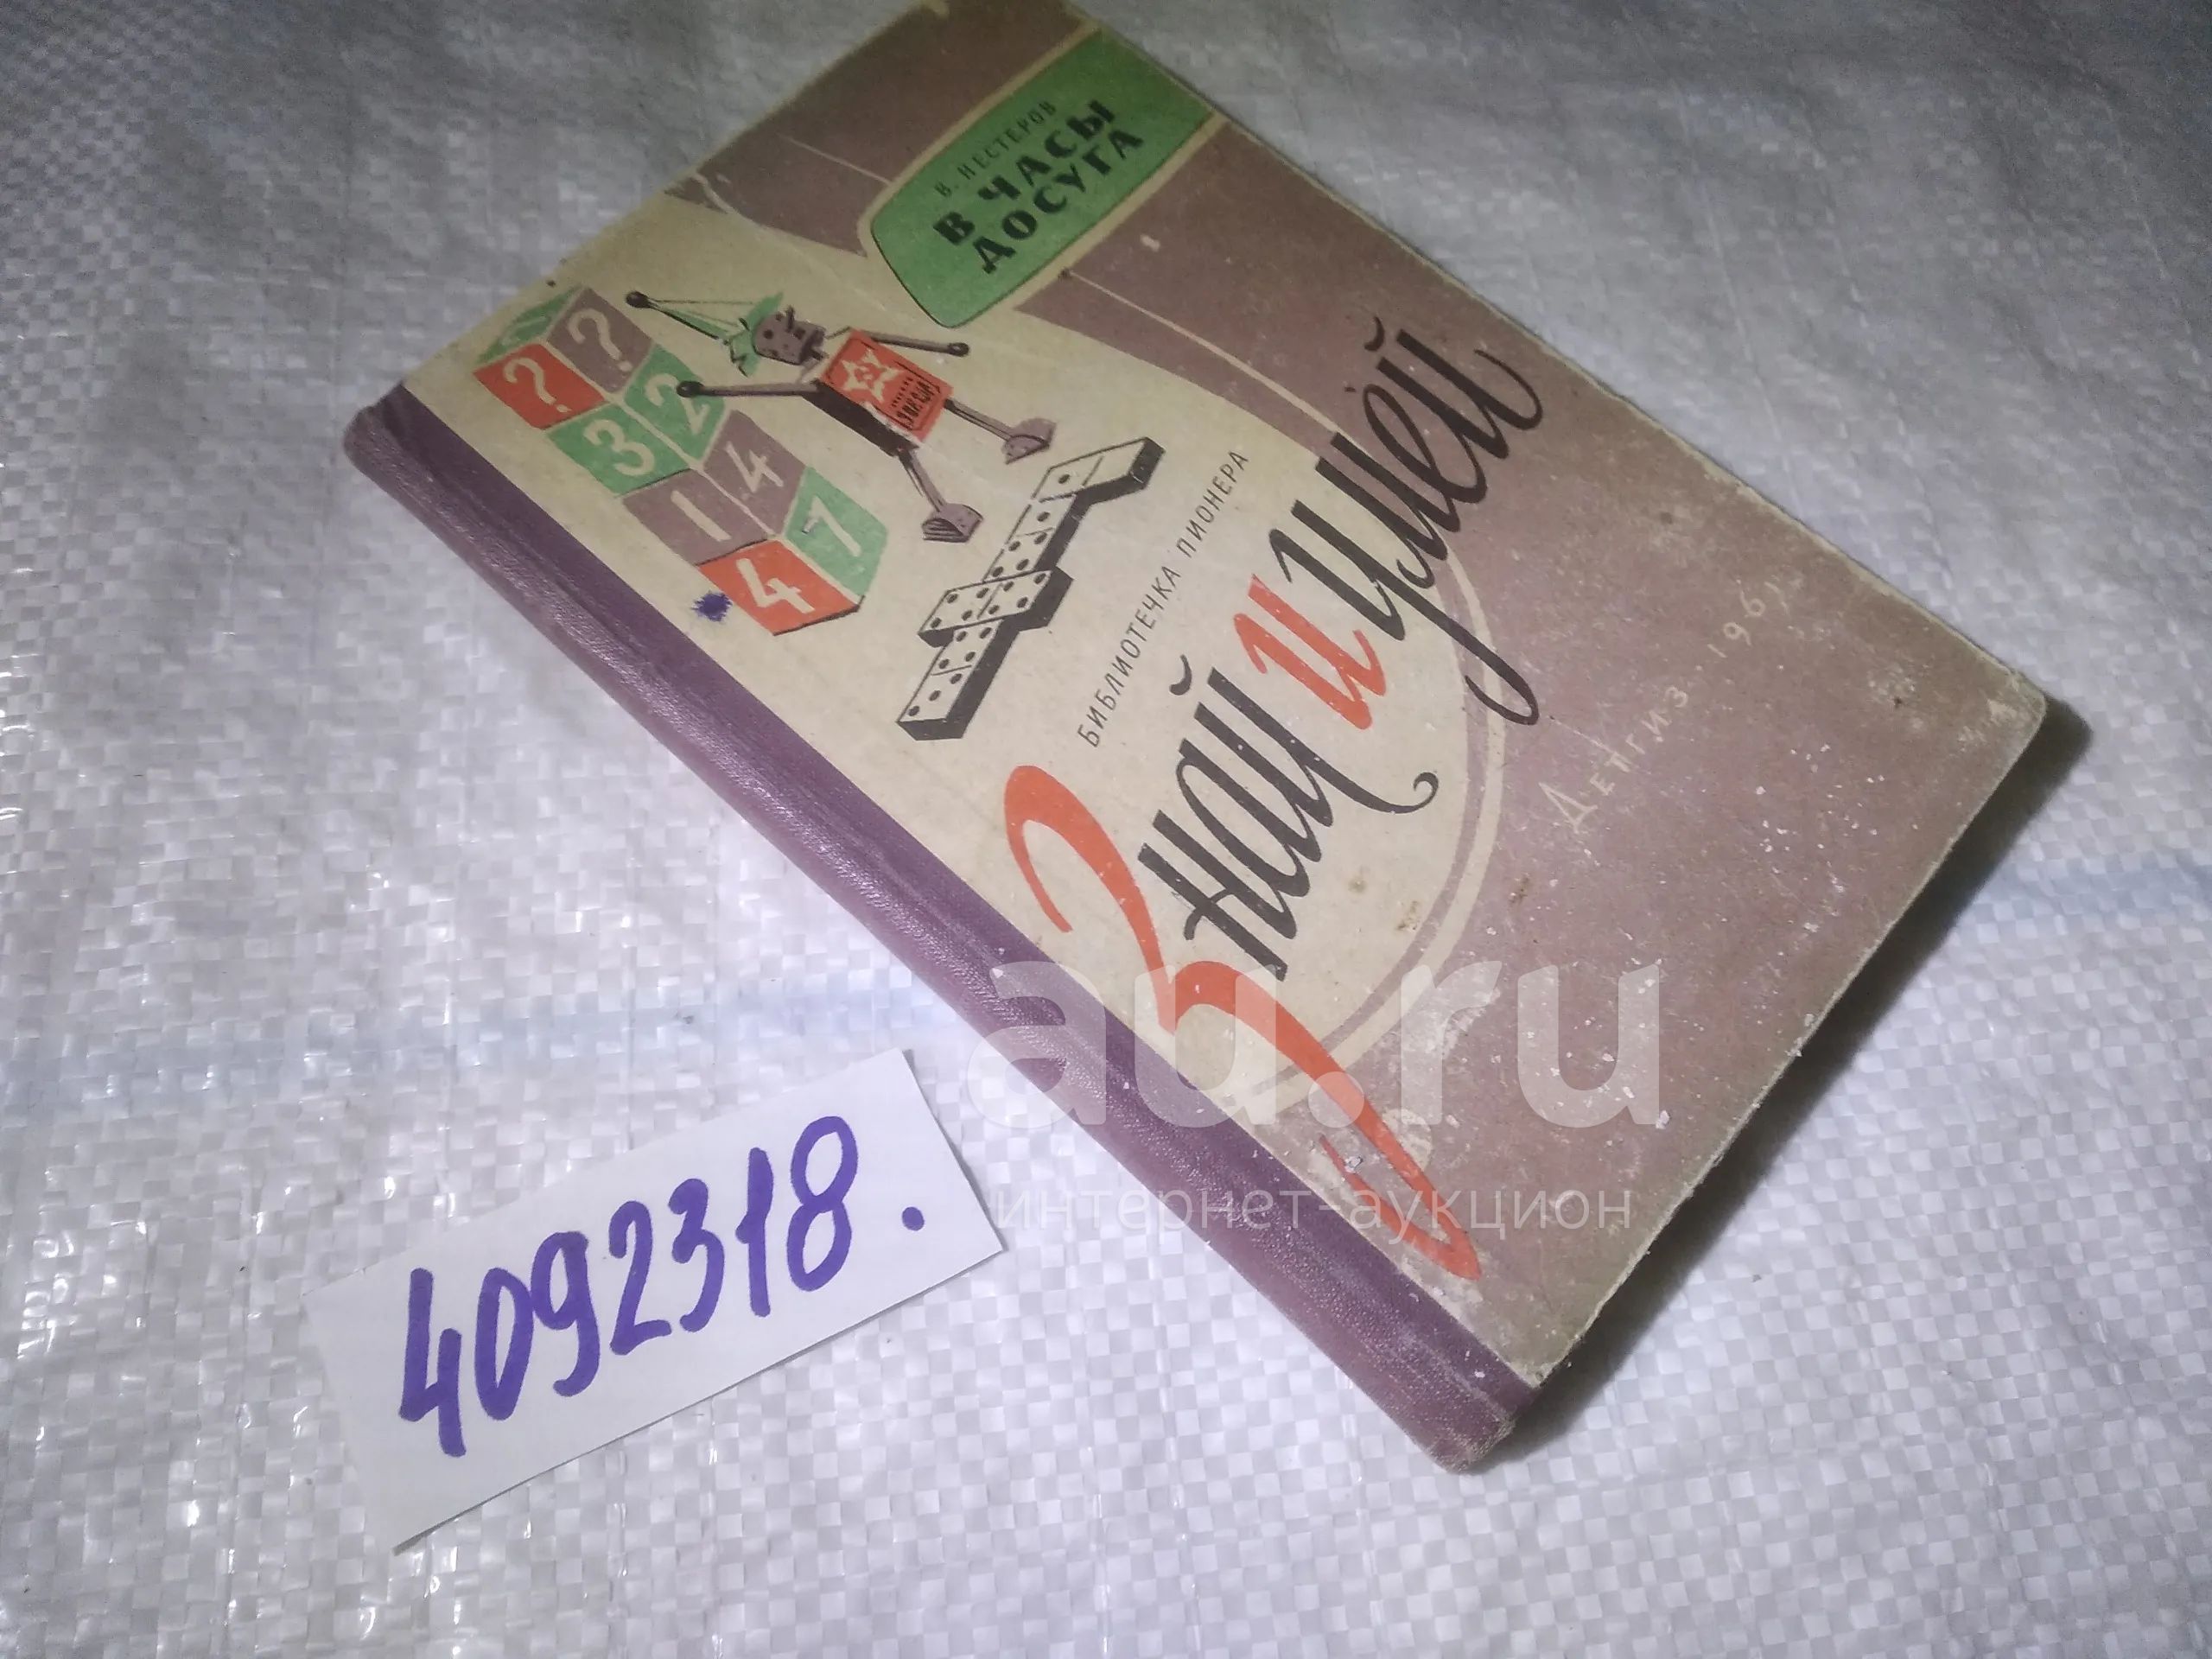 В. НЕСТЕРОВ
В ЧАСЫ
ДОСУГА
? ?
3 2
1 4
4 7
БИБЛИОТЕЧКА ПИОНЕРА
Знай и умей
Детгиз
au.ru
интернет-аукцион
4092318.